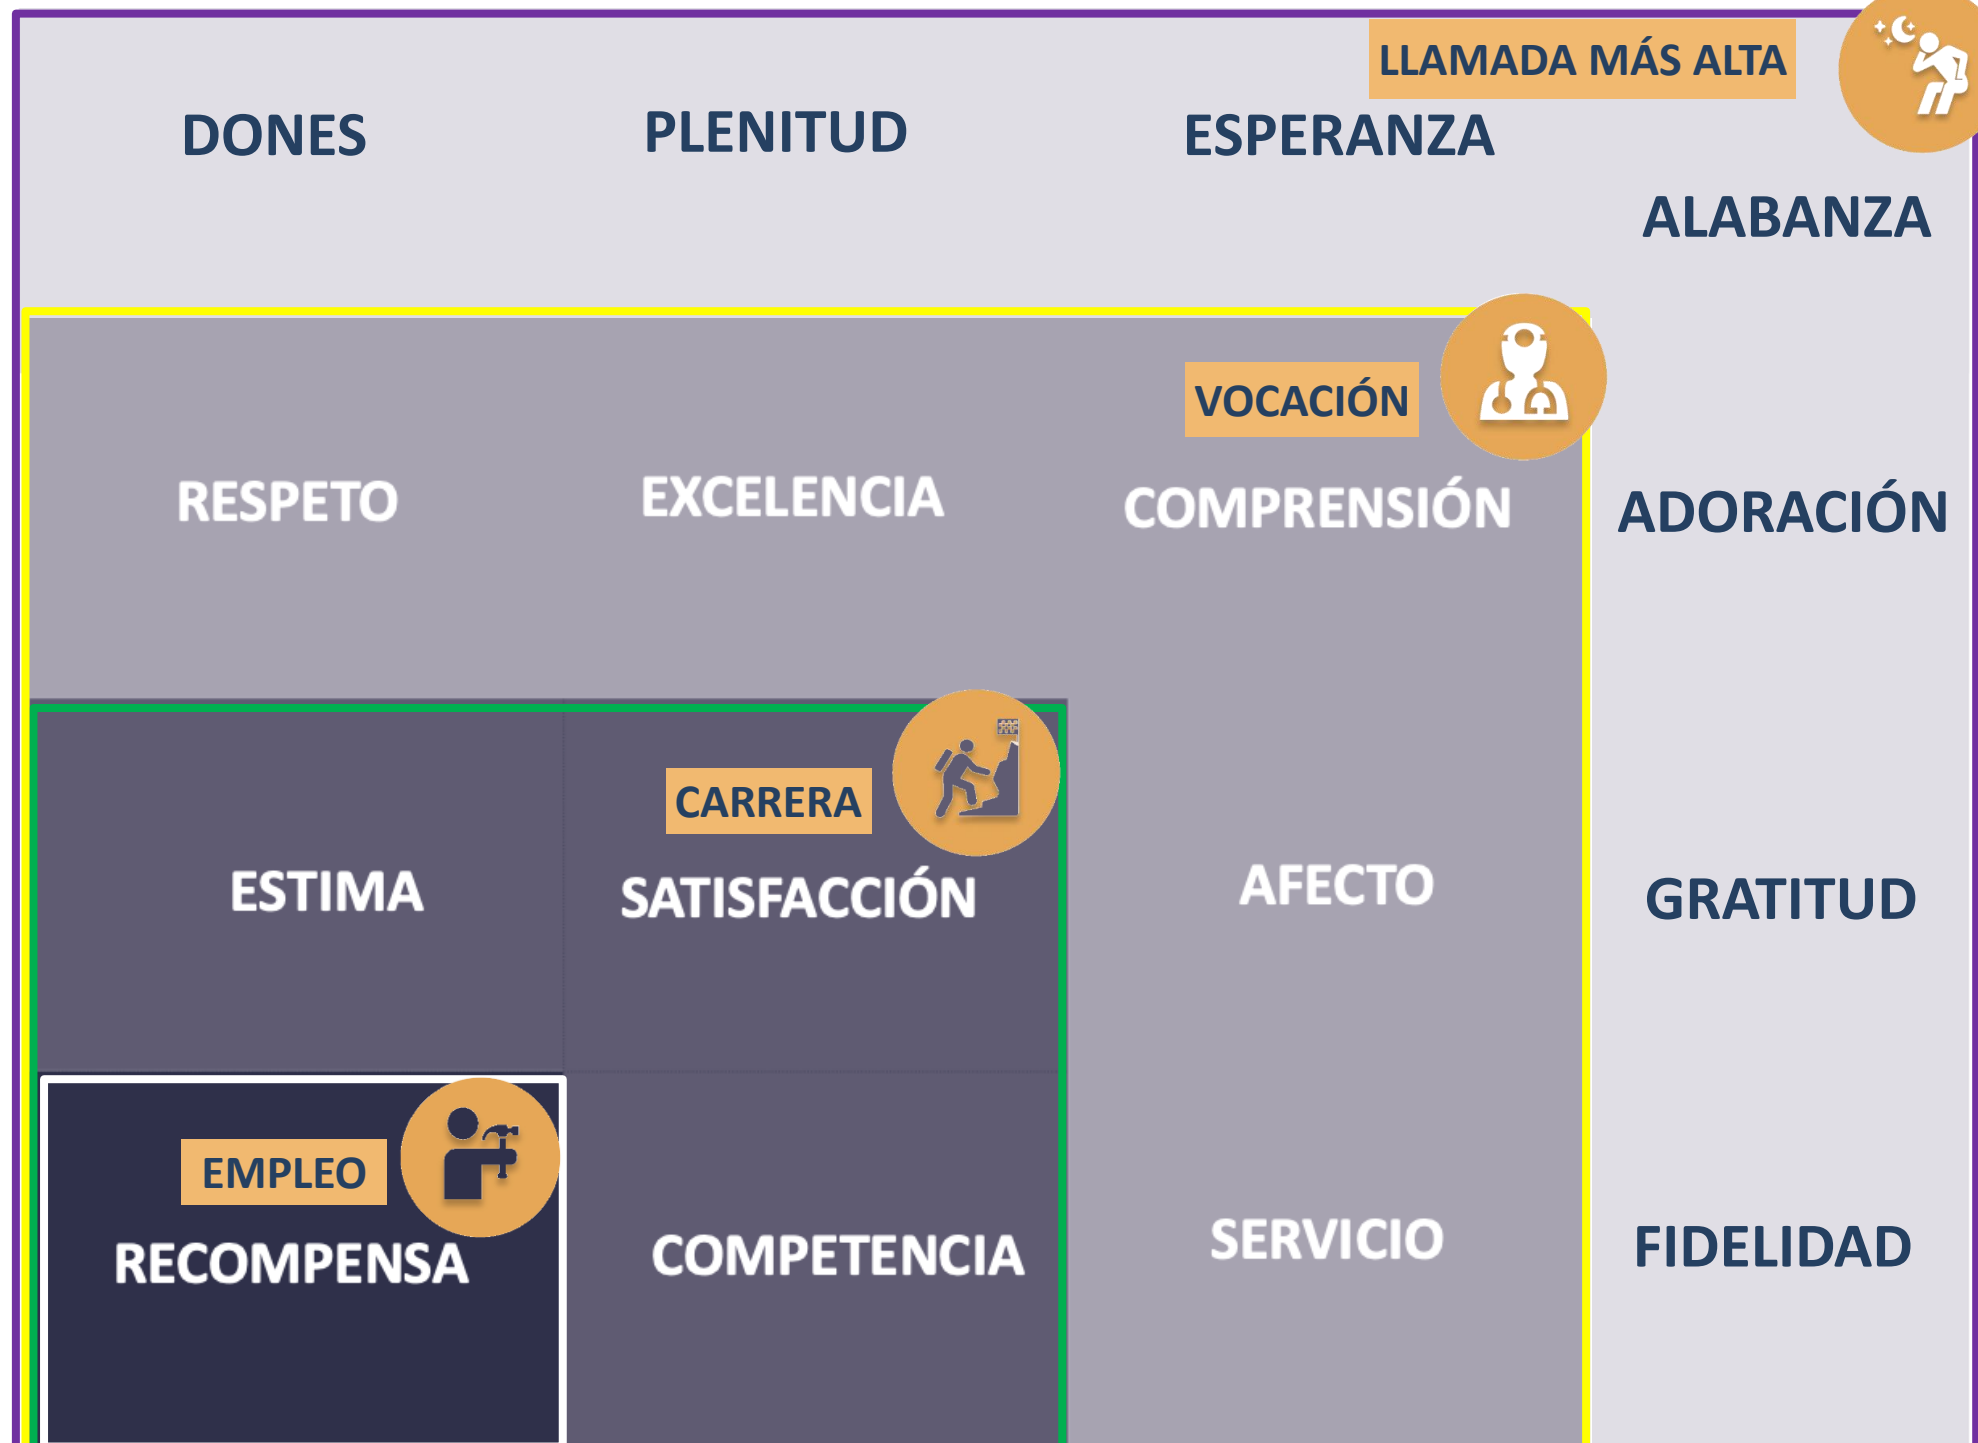 LLAMADA MÁS ALTA
DONES
PLENITUD
ESPERANZA
ALABANZA
VOCACIÓN
RESPETO
EXCELENCIA
COMPRENSIÓN
ADORACIÓN
CARRERA
ESTIMA
SATISFACCIÓN
AFECTO
GRATITUD
EMPLEO
RECOMPENSA
COMPETENCIA
SERVICIO
FIDELIDAD